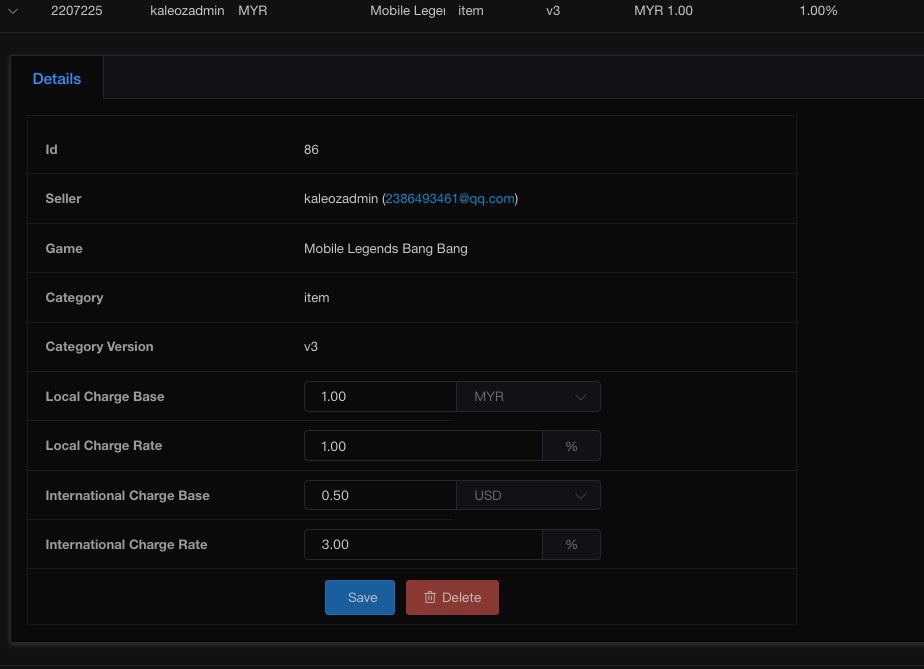 2207225 kaleozadmin MYR Mobile Leger item v3 MYR 1.00 1.00%
Details
Id 86
Seller kaleozadmin (2386493461@qq.com)
Game Mobile Legends Bang Bang
Category item
Category Version v3
Local Charge Base 1.00 MYR
Local Charge Rate 1.00 %
International Charge Base 0.50 USD
International Charge Rate 3.00 %
Save Delete